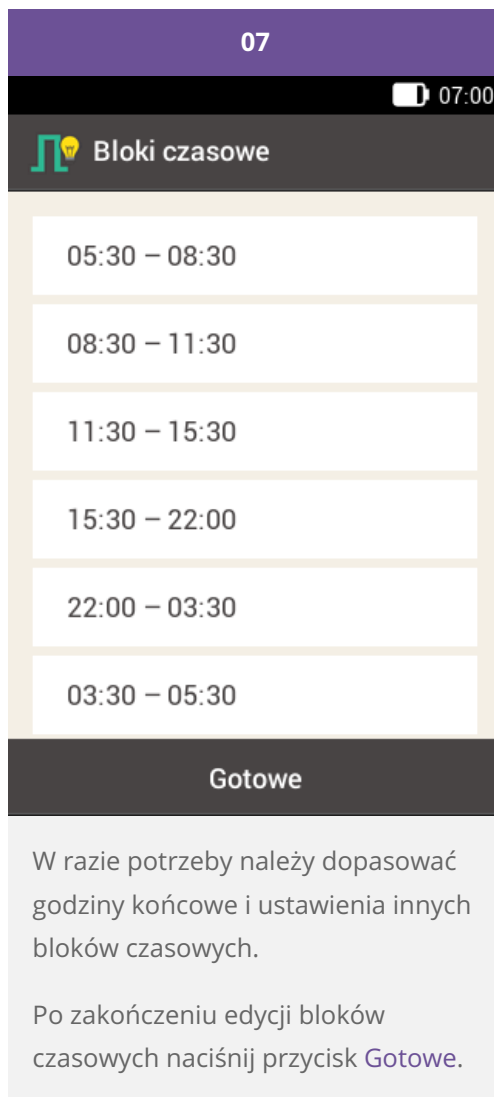 07
07:00
Bloki czasowe
05:30 – 08:30
08:30 – 11:30
11:30 – 15:30
15:30 – 22:00
22:00 – 03:30
03:30 – 05:30
Gotowe
W razie potrzeby należy dopasować
godziny końcowe i ustawienia innych
bloków czasowych.
Po zakończeniu edycji bloków
czasowych naciśnij przycisk Gotowe.